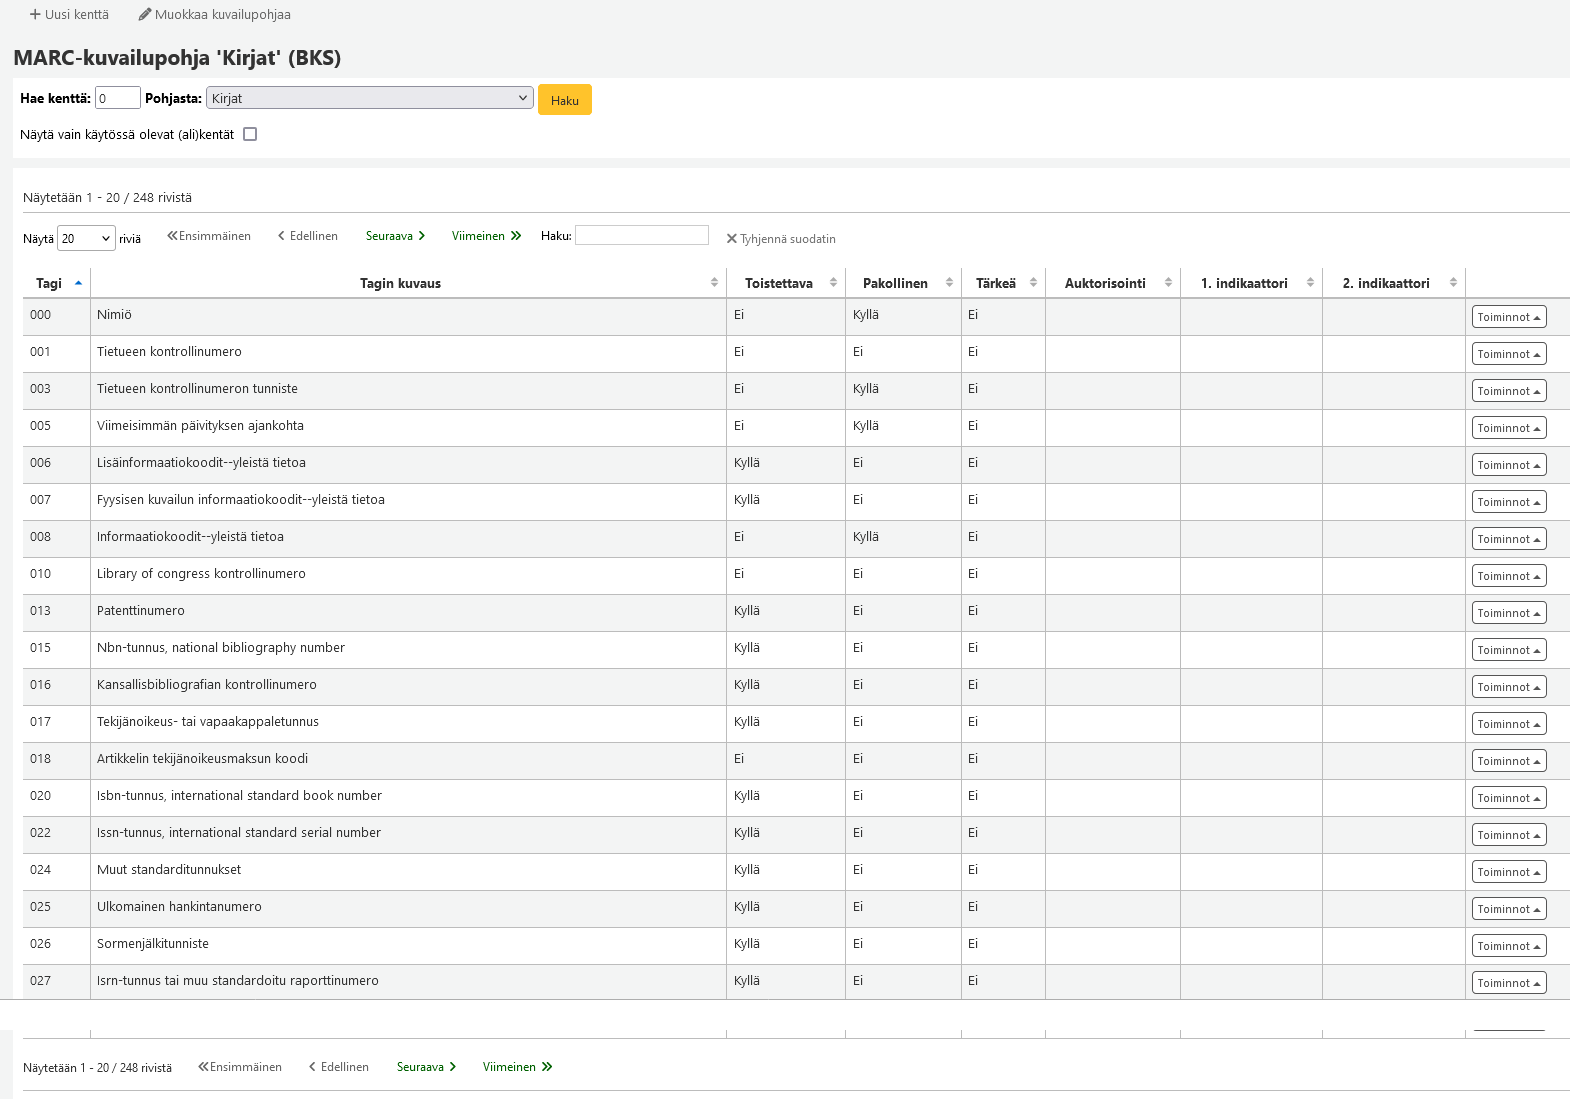 Uusi kenttä Muokkaa kuvailupohjaa
MARC-kuvailupohja 'Kirjat' (BKS)
Hae kenttä: 0 Pohjasta: Kirjat Haku
Näytä vain käytössä olevat (ali)kentät
Näytetään 1 - 20 / 248 rivistä
Näytä 20 riviä Ensimmäinen Edellinen Seuraava Viimeinen Haku: Tyhjennä suodatin
Tagi Tagin kuvaus Toistettava Pakollinen Tärkeä Auktorisointi 1. indikaattori 2. indikaattori
000 Nimiö Ei Kyllä Ei Toiminnot
001 Tietueen kontrollinumero Ei Ei Ei Toiminnot
003 Tietueen kontrollinumeron tunniste Ei Kyllä Ei Toiminnot
005 Viimeisimmän päivityksen ajankohta Ei Kyllä Ei Toiminnot
006 Lisäinformaatiokoodit--yleistä tietoa Kyllä Ei Ei Toiminnot
007 Fyysisen kuvailun informaatiokoodit--yleistä tietoa Kyllä Ei Ei Toiminnot
008 Informaatiokoodit--yleistä tietoa Ei Kyllä Ei Toiminnot
010 Library of congress kontrollinumero Ei Ei Ei Toiminnot
013 Patenttinumero Kyllä Ei Ei Toiminnot
015 Nbn-tunnus, national bibliography number Kyllä Ei Ei Toiminnot
016 Kansallisbibliografian kontrollinumero Kyllä Ei Ei Toiminnot
017 Tekijänoikeus- tai vapaakappaletunnus Kyllä Ei Ei Toiminnot
018 Artikkelin tekijänoikeusmaksun koodi Ei Ei Ei Toiminnot
020 Isbn-tunnus, international standard book number Kyllä Ei Ei Toiminnot
022 Issn-tunnus, international standard serial number Kyllä Ei Ei Toiminnot
024 Muut standarditunnukset Kyllä Ei Ei Toiminnot
025 Ulkomainen hankintanumero Kyllä Ei Ei Toiminnot
026 Sormenjälkitunniste Kyllä Ei Ei Toiminnot
027 Isrn-tunnus tai muu standardoitu raporttinumero Kyllä Ei Ei Toiminnot
Näytetään 1 - 20 / 248 rivistä Ensimmäinen Edellinen Seuraava Viimeinen